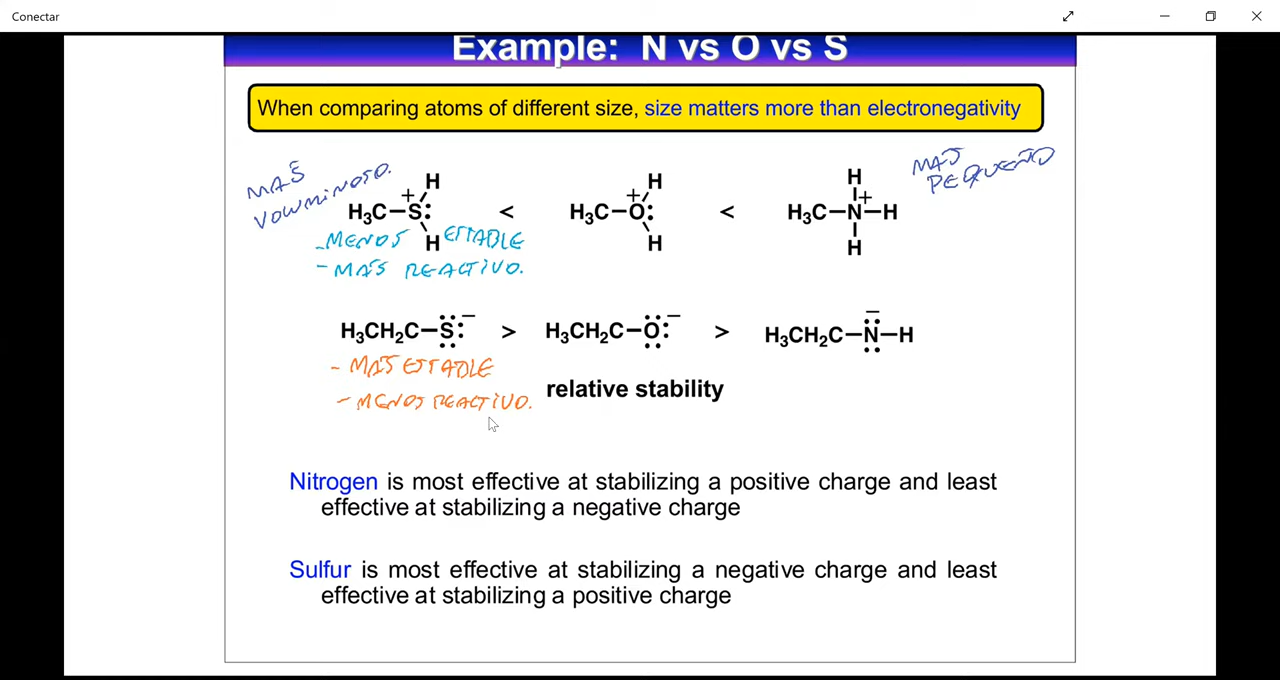 Conectar
Example: N vs O vs S
When comparing atoms of different size, size matters more than electronegativity
MAS
VOLUMINOSO.
MAS
PEQUEÑO
H₃C–S⁺: H H < H₃C–O⁺: H H < H₃C–N⁺–H H H
- MENOS ESTABLE
- MAS REACTIVO.
H₃CH₂C–S:⁻ > H₃CH₂C–O:⁻ > H₃CH₂C–N⁻–H
- MAS ESTABLE
- MENOS REACTIVO.
relative stability
Nitrogen is most effective at stabilizing a positive charge and least
effective at stabilizing a negative charge
Sulfur is most effective at stabilizing a negative charge and least
effective at stabilizing a positive charge